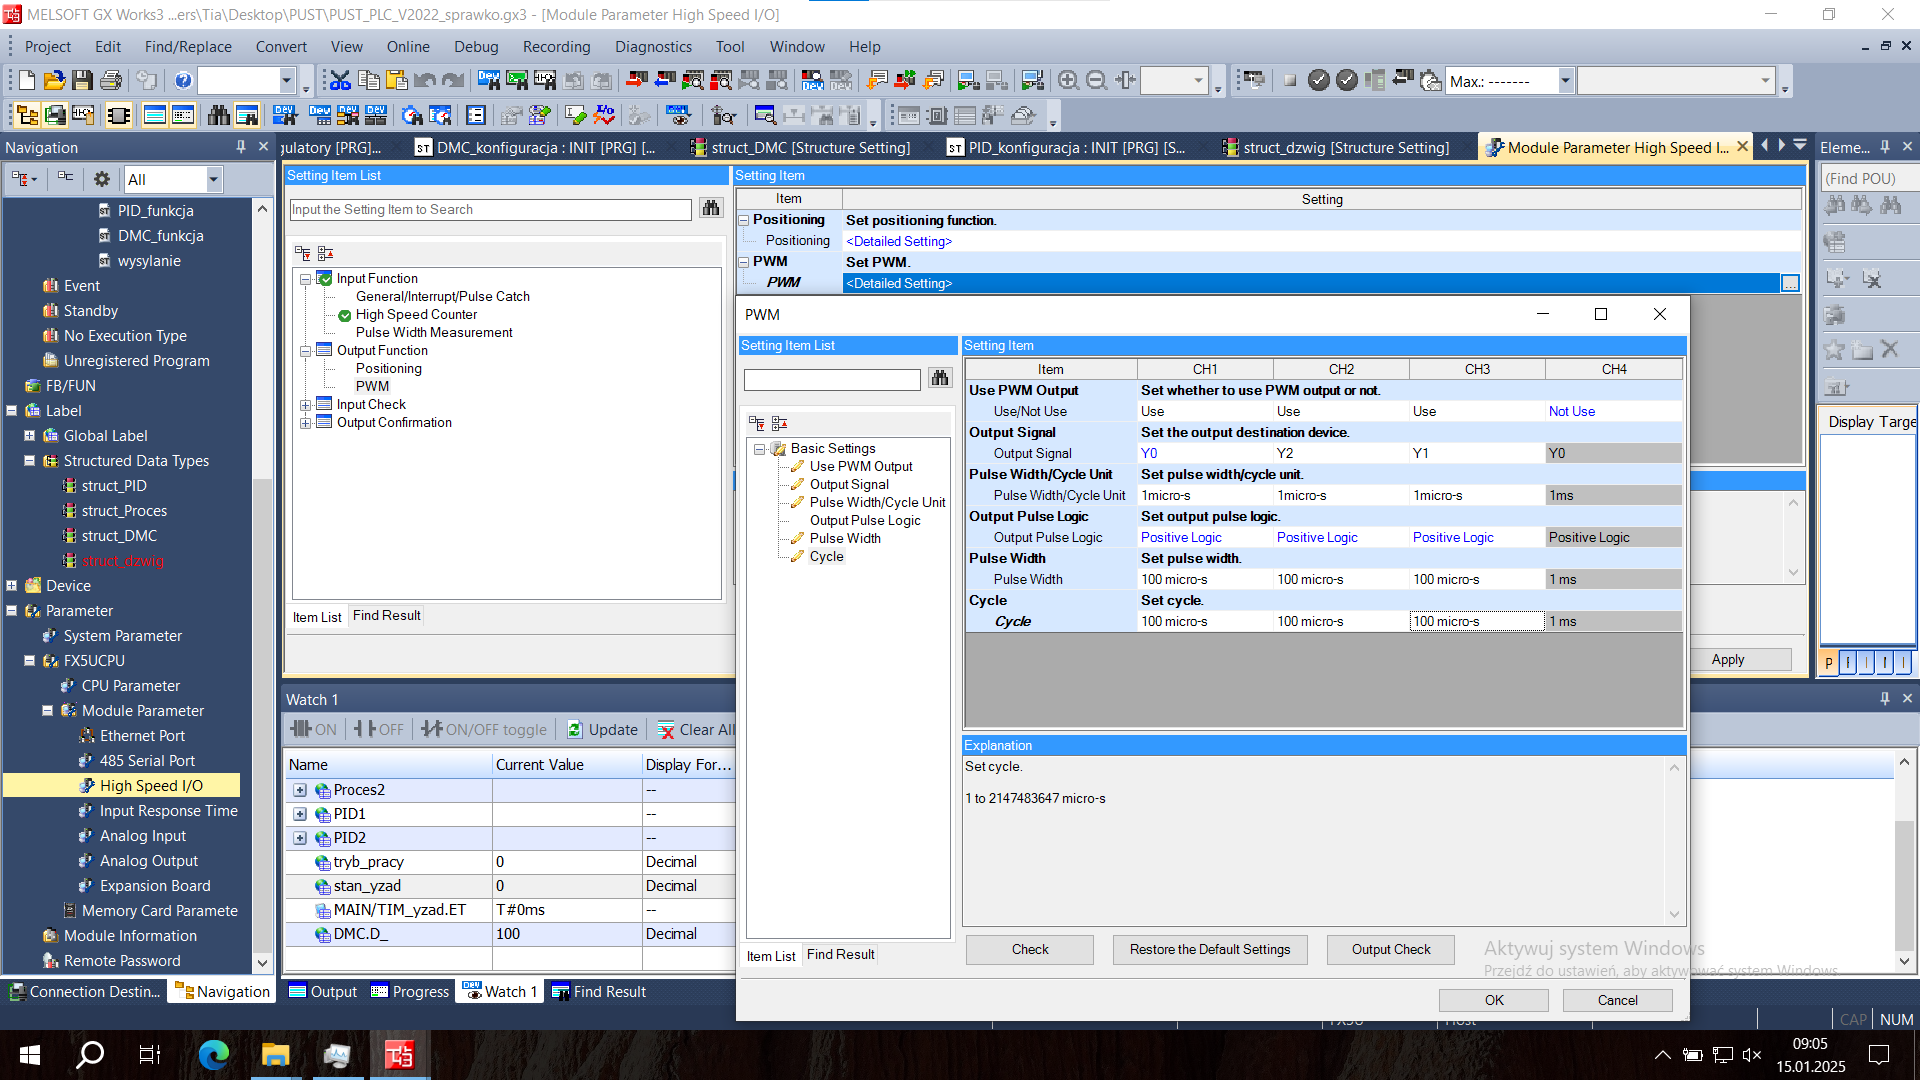 MELSOFT GX Works3 ...ers\Tia\Desktop\PUST\PUST_PLC_V2022_sprawko.gx3 - [Module Parameter High Speed I/O]
Project Edit Find/Replace Convert View Online Debug Recording Diagnostics Tool Window Help
Max.: -------
Navigation
gulatory [PRG]... DMC_konfiguracja : INIT [PRG] [... struct_DMC [Structure Setting] PID_konfiguracja : INIT [PRG] [S... struct_dzwig [Structure Setting] Module Parameter High Speed I... Eleme...
All
PID_funkcja
DMC_funkcja
wysylanie
Event
Standby
No Execution Type
Unregistered Program
FB/FUN
Label
Global Label
Structured Data Types
struct_PID
struct_Proces
struct_DMC
struct_dzwig
Device
Parameter
System Parameter
FX5UCPU
CPU Parameter
Module Parameter
Ethernet Port
485 Serial Port
High Speed I/O
Input Response Time
Analog Input
Analog Output
Expansion Board
Memory Card Paramete
Module Information
Remote Password
Connection Destin... Navigation
Setting Item List
Input the Setting Item to Search
Input Function
General/Interrupt/Pulse Catch
High Speed Counter
Pulse Width Measurement
Output Function
Positioning
PWM
Input Check
Output Confirmation
Item List Find Result
Setting Item
Item Setting
Positioning Set positioning function.
Positioning <Detailed Setting>
PWM Set PWM.
PWM <Detailed Setting> ...
(Find POU)
Display Targe
P
Apply
PWM
Setting Item List
Basic Settings
Use PWM Output
Output Signal
Pulse Width/Cycle Unit
Output Pulse Logic
Pulse Width
Cycle
Item List Find Result
Setting Item
Item CH1 CH2 CH3 CH4
Use PWM Output Set whether to use PWM output or not.
Use/Not Use Use Use Use Not Use
Output Signal Set the output destination device.
Output Signal Y0 Y2 Y1 Y0
Pulse Width/Cycle Unit Set pulse width/cycle unit.
Pulse Width/Cycle Unit 1micro-s 1micro-s 1micro-s 1ms
Output Pulse Logic Set output pulse logic.
Output Pulse Logic Positive Logic Positive Logic Positive Logic Positive Logic
Pulse Width Set pulse width.
Pulse Width 100 micro-s 100 micro-s 100 micro-s 1 ms
Cycle Set cycle.
Cycle 100 micro-s 100 micro-s 100 micro-s 1 ms
Explanation
Set cycle.
1 to 2147483647 micro-s
Check Restore the Default Settings Output Check
OK Cancel
Aktywuj system Windows
Przejdź do ustawień, aby aktywować system Windows.
Watch 1
ON OFF ON/OFF toggle Update Clear All
Name Current Value Display For...
Proces2 --
PID1 --
PID2 --
tryb_pracy 0 Decimal
stan_yzad 0 Decimal
MAIN/TIM_yzad.ET T#0ms --
DMC.D_ 100 Decimal
Output Progress Watch 1 Find Result
FX5U Host CAP NUM
09:05
15.01.2025